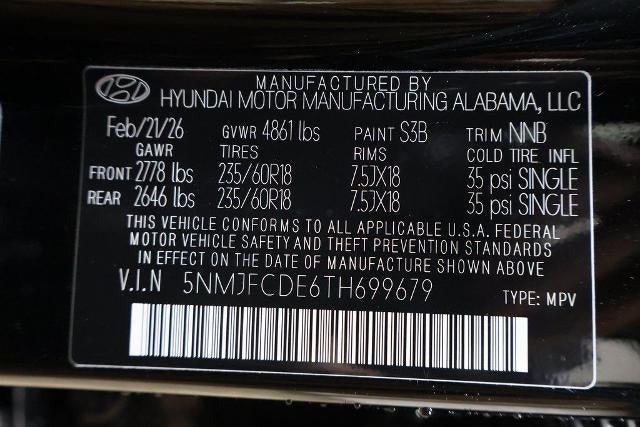 MANUFACTURED BY
HYUNDAI MOTOR MANUFACTURING ALABAMA, LLC
Feb/21/26 GVWR 4861 lbs PAINT S3B TRIM NNB
GAWR TIRES RIMS COLD TIRE INFL
FRONT 2778 lbs 235/60R18 7.5JX18 35 psi SINGLE
REAR 2646 lbs 235/60R18 7.5JX18 35 psi SINGLE
THIS VEHICLE CONFORMS TO ALL APPLICABLE U.S.A. FEDERAL
MOTOR VEHICLE SAFETY AND THEFT PREVENTION STANDARDS
IN EFFECT ON THE DATE OF MANUFACTURE SHOWN ABOVE
V.I.N 5NMJFCDE6TH699679 TYPE: MPV